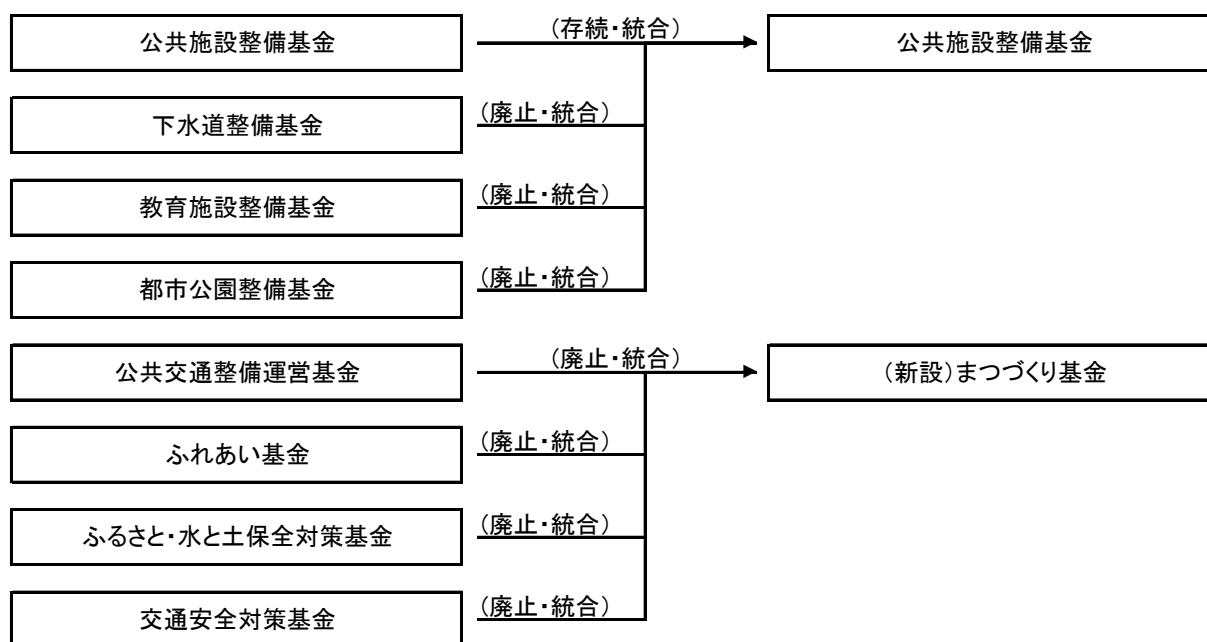 公共施設整備基金
(存続・統合)
公共施設整備基金
下水道整備基金
(廃止・統合)
教育施設整備基金
(廃止・統合)
都市公園整備基金
(廃止・統合)
公共交通整備運営基金
(廃止・統合)
(新設)まつづくり基金
ふれあい基金
(廃止・統合)
ふるさと・水と土保全対策基金
(廃止・統合)
交通安全対策基金
(廃止・統合)